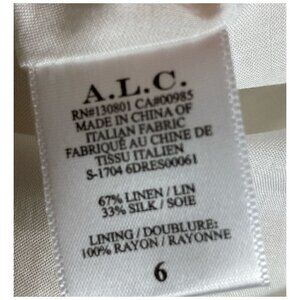 A.L.C.
RN#130801 CA#00985
MADE IN CHINA OF
ITALIAN FABRIC
FABRIQUÉ AU CHINE DE
TISSU ITALIEN
S-1704 6DRES00061
67% LINEN / LIN
33% SILK / SOIE
LINING / DOUBLURE:
100% RAYON / RAYONNE
6